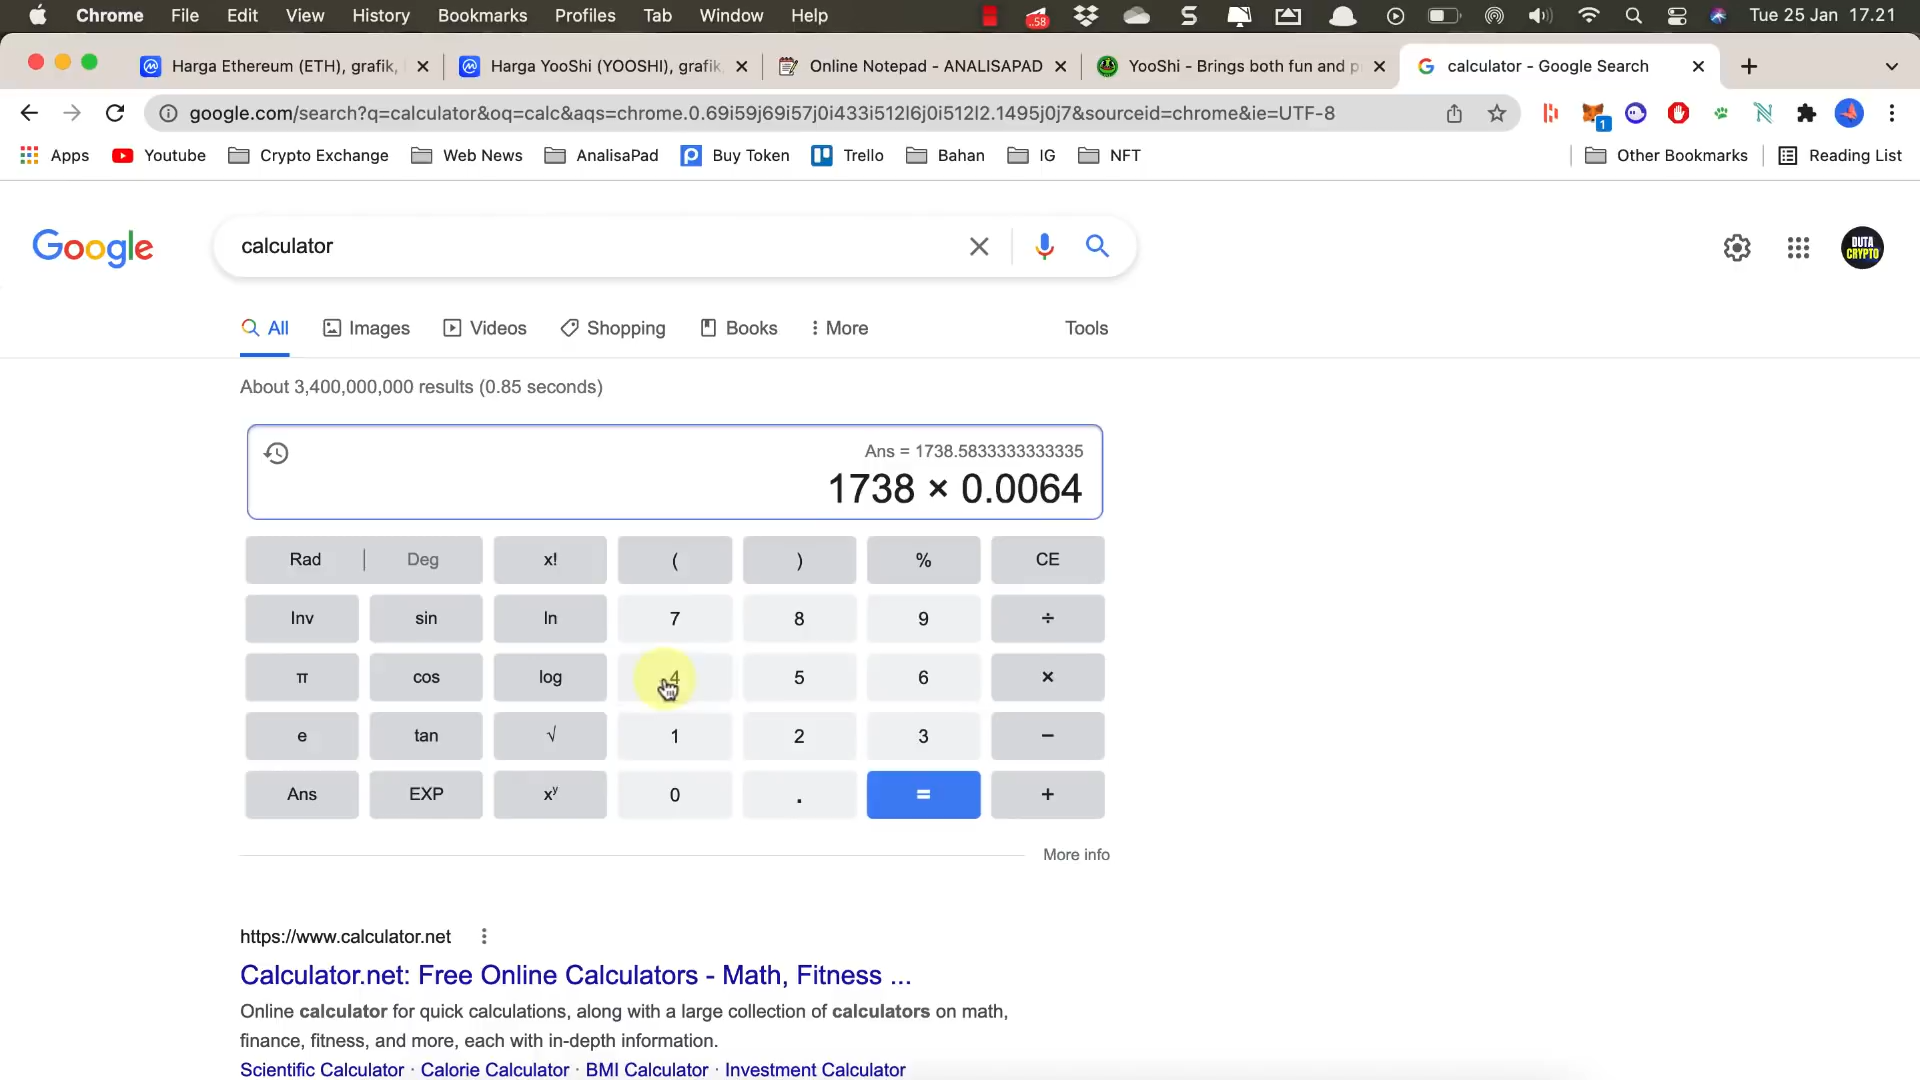 Chrome File Edit View History Bookmarks Profiles Tab Window Help .58 Tue 25 Jan 17.21
Harga Ethereum (ETH), grafik, Harga YooShi (YOOSHI), grafik, Online Notepad - ANALISAPAD YooShi - Brings both fun and p calculator - Google Search
google.com/search?q=calculator&oq=calc&aqs=chrome.0.69i59j69i57j0i433i512l6j0i512l2.1495j0j7&sourceid=chrome&ie=UTF-8 1
Apps Youtube Crypto Exchange Web News AnalisaPad Buy Token Trello Bahan IG NFT Other Bookmarks Reading List
Google calculator DUTA CRYPTO
All Images Videos Shopping Books More Tools
About 3,400,000,000 results (0.85 seconds)
Ans = 1738.5833333333335
1738 × 0.0064
Rad | Deg x! ( ) % CE
Inv sin ln 7 8 9 ÷
π cos log 4 5 6 ×
e tan √ 1 2 3 −
Ans EXP xʸ 0 . = +
More info
https://www.calculator.net
Calculator.net: Free Online Calculators - Math, Fitness ...
Online calculator for quick calculations, along with a large collection of calculators on math,
finance, fitness, and more, each with in-depth information.
Scientific Calculator · Calorie Calculator · BMI Calculator · Investment Calculator